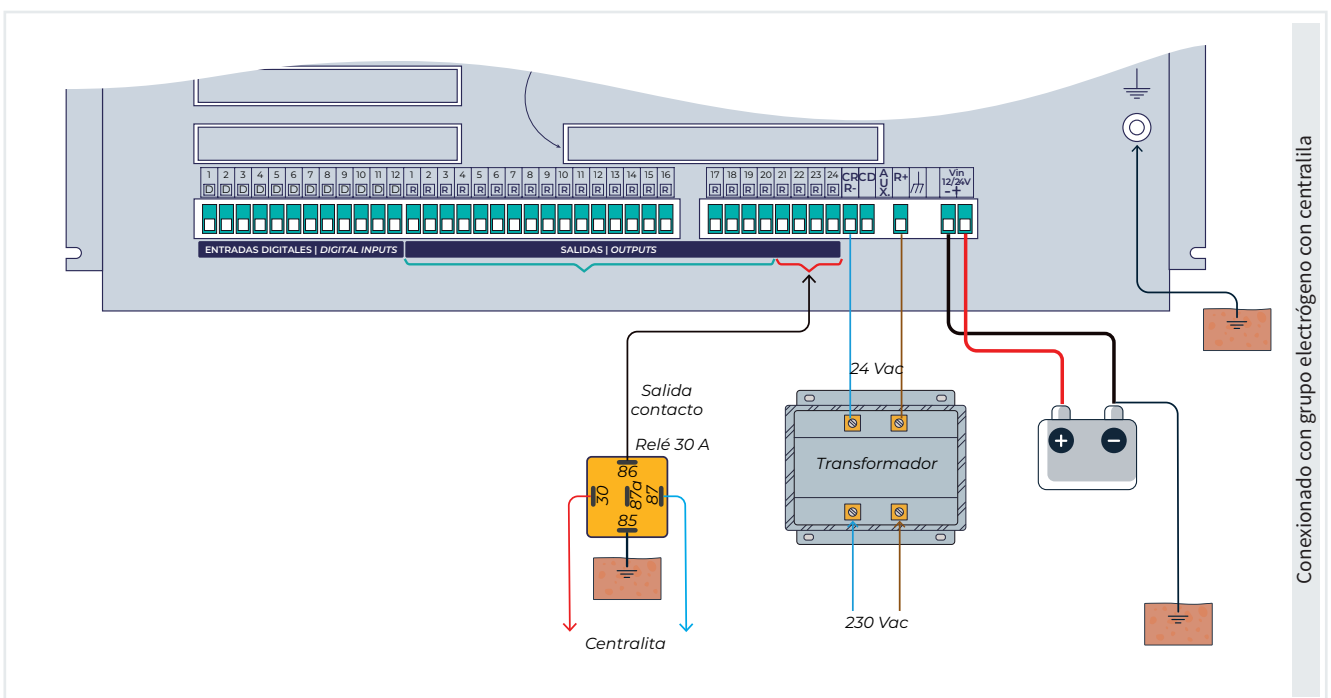 1 2 3 4 5 6 7 8 9 10 11 12 1 2 3 4 5 6 7 8 9 10 11 12 13 14 15 16
D D D D D D D D D D D D R R R R R R R R R R R R R R R R
17 18 19 20 21 22 23 24
R R R R R R R R
CR
R-
CD
A
U
X.
R+
Vin
12/24V
- +
ENTRADAS DIGITALES | DIGITAL INPUTS
SALIDAS | OUTPUTS
Salida
contacto
Relé 30 A
86
30
87a
87
85
Centralita
24 Vac
Transformador
230 Vac
+ −
Conexionado con grupo electrógeno con centralila